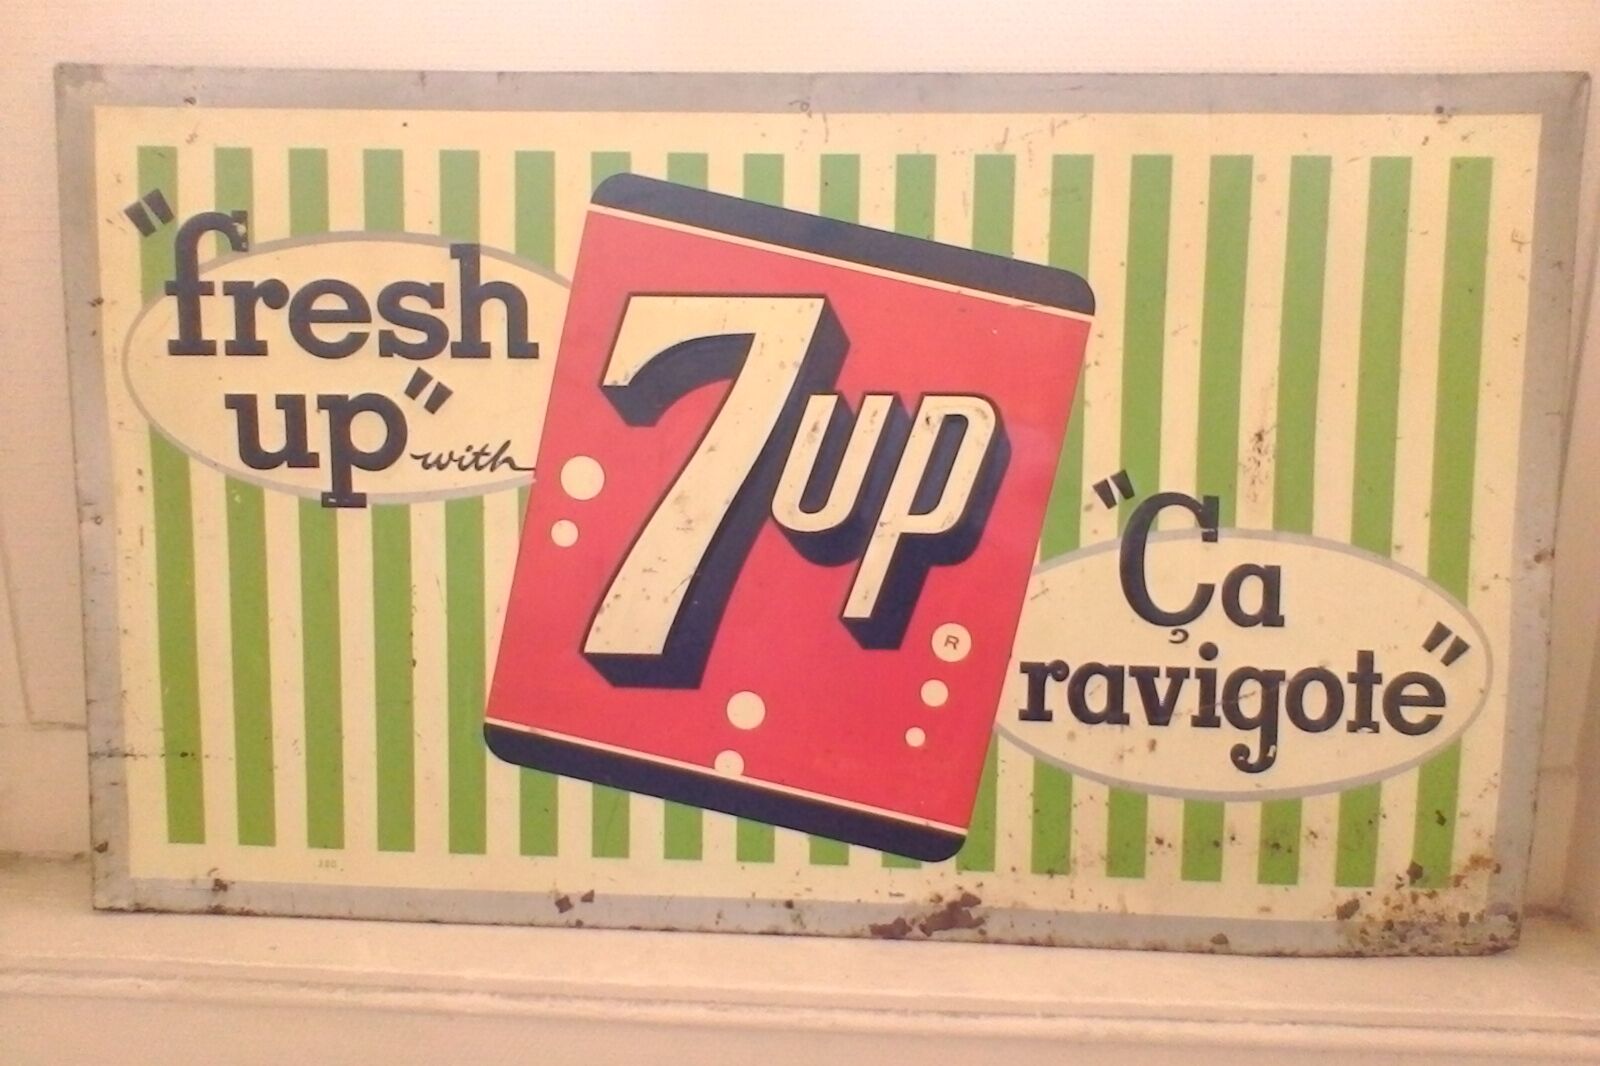 "fresh
up" with
7up
R
"Ça
ravigote"